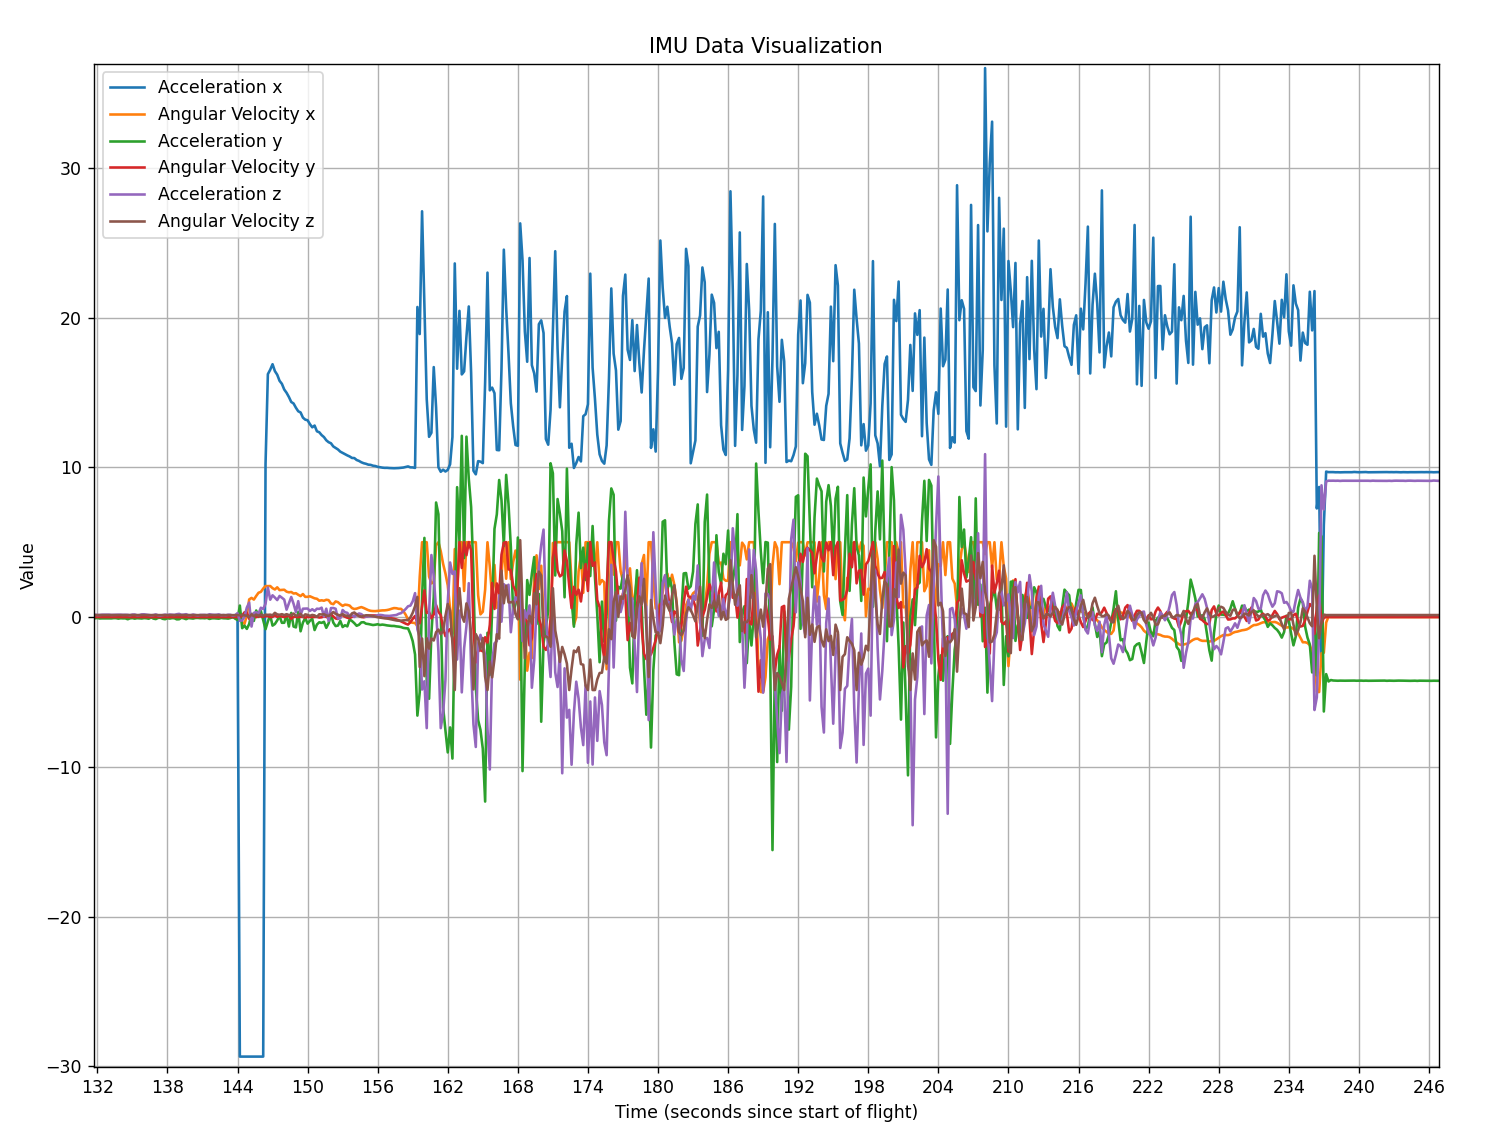 IMU Data Visualization
Acceleration x
Angular Velocity x
Acceleration y
Angular Velocity y
Acceleration z
Angular Velocity z
30
20
10
0
−10
−20
−30
Value
132 138 144 150 156 162 168 174 180 186 192 198 204 210 216 222 228 234 240 246
Time (seconds since start of flight)